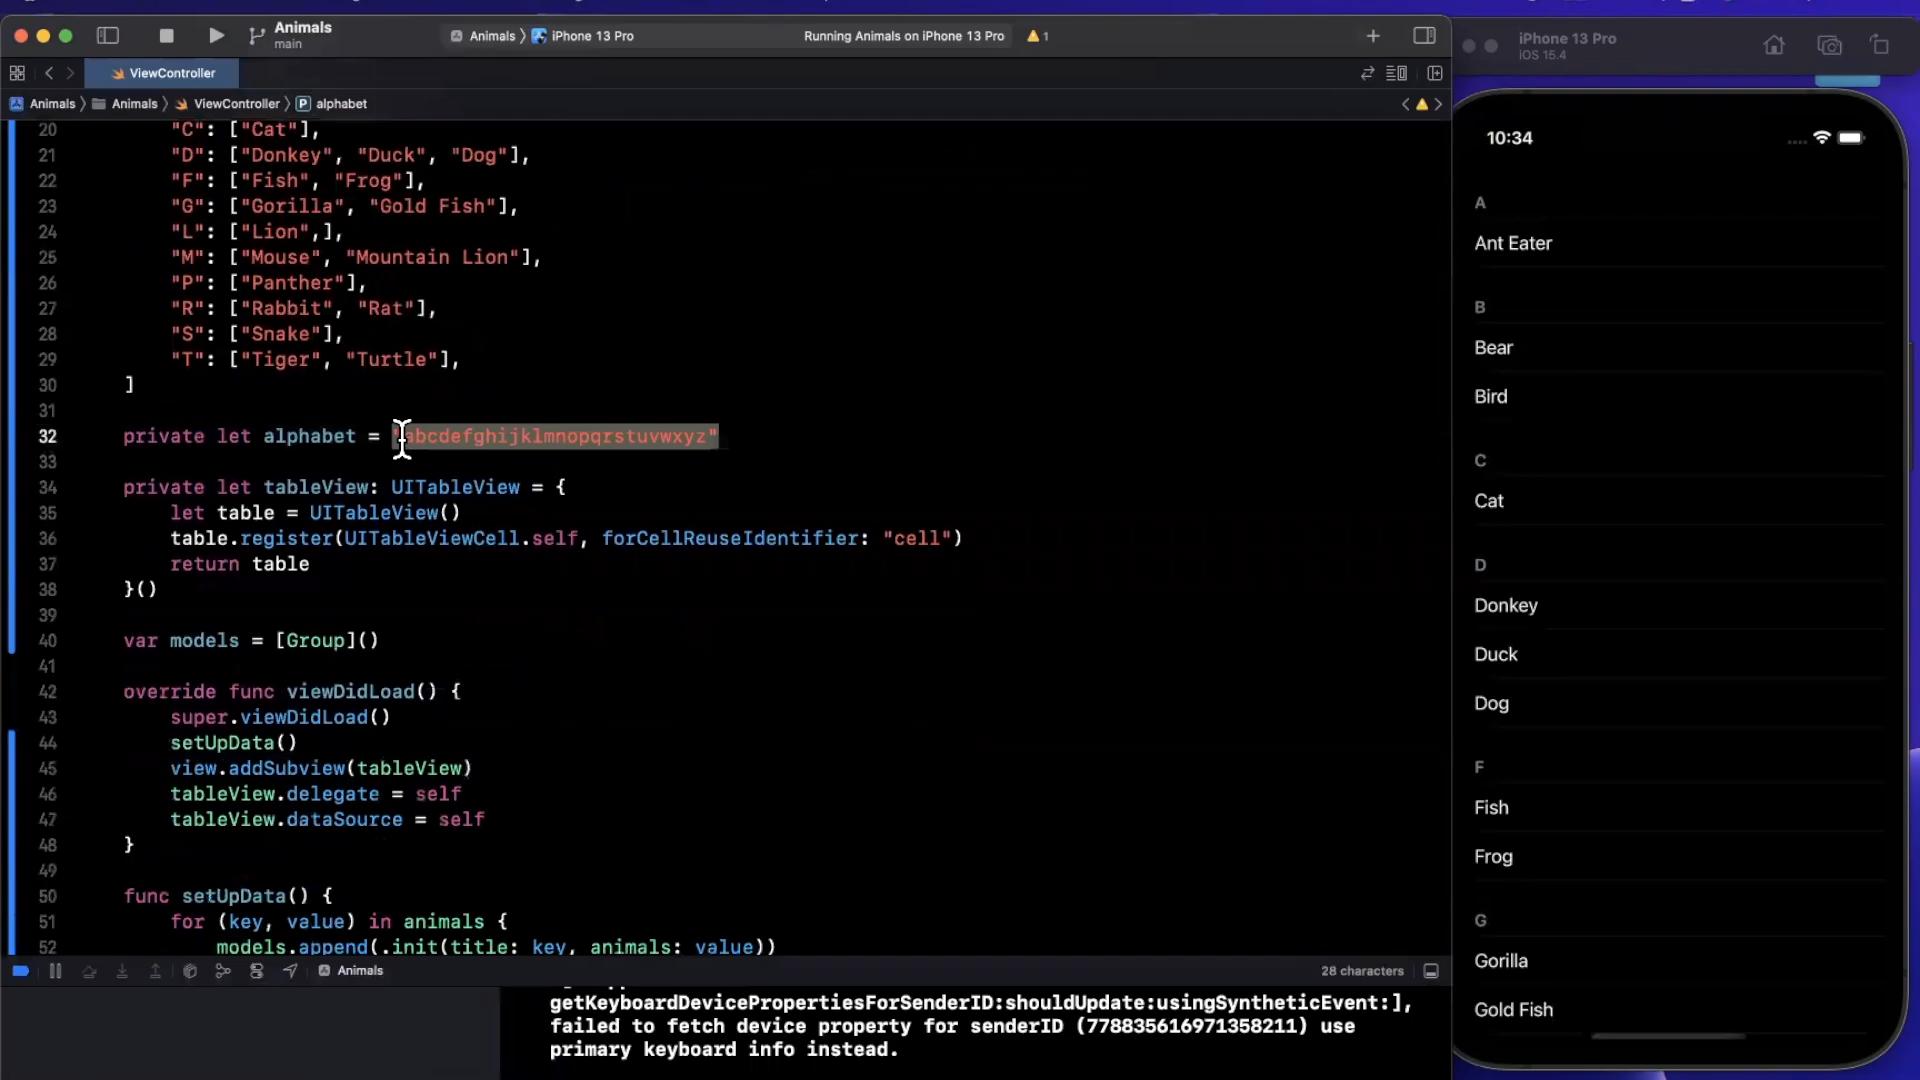 Animals
main
Animals 〉 iPhone 13 Pro
Running Animals on iPhone 13 Pro
1
ViewController
Animals 〉 Animals 〉 ViewController 〉 P alphabet
20 "C": ["Cat"],
21 "D": ["Donkey", "Duck", "Dog"],
22 "F": ["Fish", "Frog"],
23 "G": ["Gorilla", "Gold Fish"],
24 "L": ["Lion",],
25 "M": ["Mouse", "Mountain Lion"],
26 "P": ["Panther"],
27 "R": ["Rabbit", "Rat"],
28 "S": ["Snake"],
29 "T": ["Tiger", "Turtle"],
30 ]
31
32 private let alphabet = "abcdefghijklmnopqrstuvwxyz"
33
34 private let tableView: UITableView = {
35 let table = UITableView()
36 table.register(UITableViewCell.self, forCellReuseIdentifier: "cell")
37 return table
38 }()
39
40 var models = [Group]()
41
42 override func viewDidLoad() {
43 super.viewDidLoad()
44 setUpData()
45 view.addSubview(tableView)
46 tableView.delegate = self
47 tableView.dataSource = self
48 }
49
50 func setUpData() {
51 for (key, value) in animals {
52 models.append(.init(title: key, animals: value))
Animals
28 characters
getKeyboardDevicePropertiesForSenderID:shouldUpdate:usingSyntheticEvent:],
failed to fetch device property for senderID (778835616971358211) use
primary keyboard info instead.
iPhone 13 Pro
iOS 15.4
10:34
A
Ant Eater
B
Bear
Bird
C
Cat
D
Donkey
Duck
Dog
F
Fish
Frog
G
Gorilla
Gold Fish